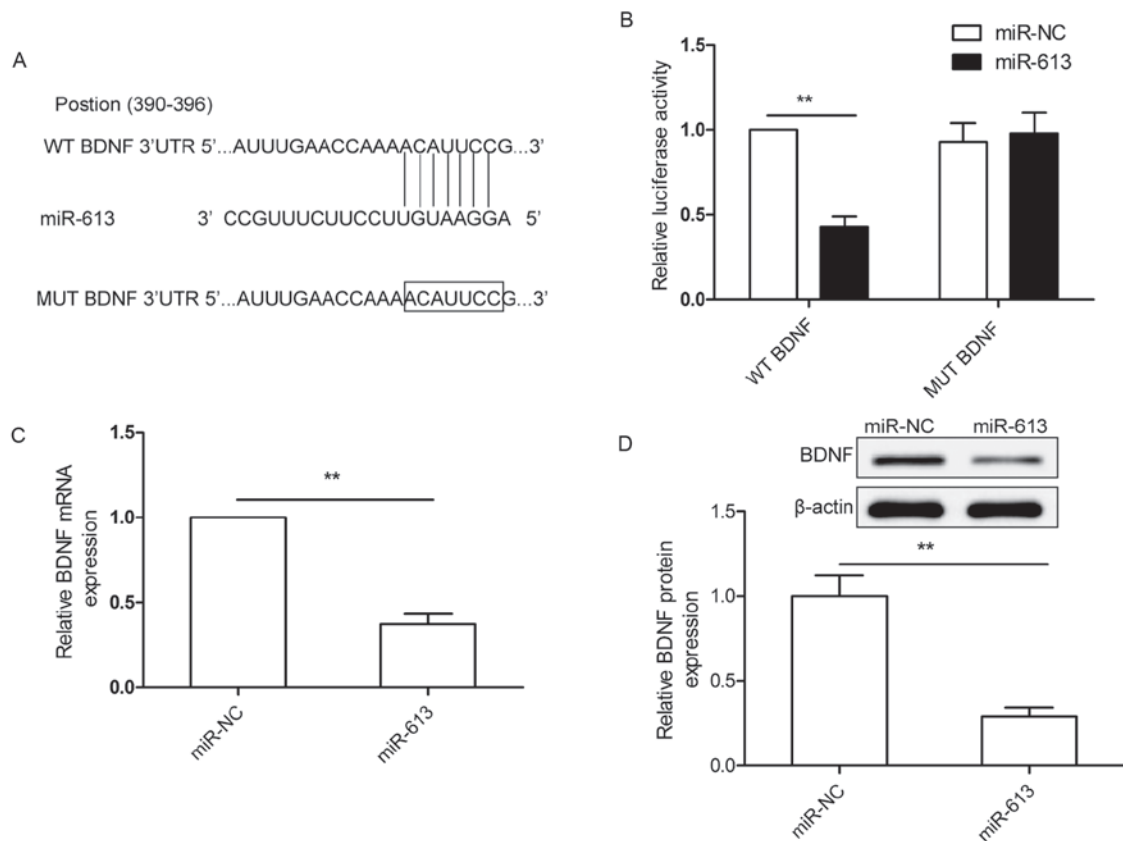 A
Postion (390-396)
WT BDNF 3'UTR 5'...AUUUGAACCAAAACAUUCCG...3'
miR-613 3' CCGUUUCUUCCUUGUAAGGA 5'
MUT BDNF 3'UTR 5'...AUUUGAACCAAAACAUUCCG...3'
B
miR-NC
miR-613
Relative luciferase activity
1.5
1.0
0.5
0.0
**
WT BDNF
MUT BDNF
C
Relative BDNF mRNA
expression
1.5
1.0
0.5
0.0
**
miR-NC
miR-613
D
miR-NC miR-613
BDNF
β-actin
Relative BDNF protein
expression
1.5
1.0
0.5
0.0
**
miR-NC
miR-613